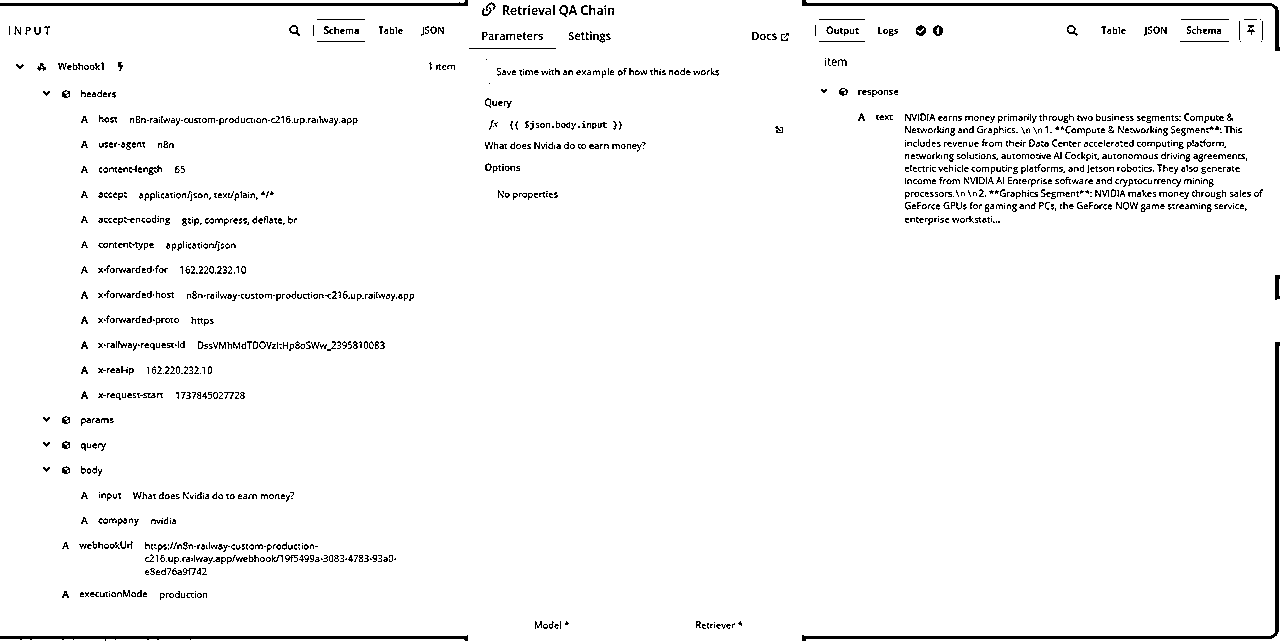 INPUT
Schema
Table
JSON
Webhook1
1 item
headers
host n8n-railway-custom-production-c216.up.railway.app
user-agent n8n
content-length 65
accept application/json, text/plain, */*
accept-encoding gzip, compress, deflate, br
content-type application/json
x-forwarded-for 162.220.232.10
x-forwarded-host n8n-railway-custom-production-c216.up.railway.app
x-forwarded-proto https
x-railway-request-id
x-real-ip 162.220.232.10
x-request-start 1737845027728
params
query
body
input What does Nvidia do to earn money?
company nvidia
webhookUrl https://n8n-railway-custom-production-
c216.up.railway.app/webhook/19f5499a-3083-4783-93a0-
e8ed76a9f742
executionMode production
Retrieval QA Chain
Parameters
Settings
Docs
Save time with an example of how this node works
Query
fx {{ $json.body.input }}
What does Nvidia do to earn money?
Options
No properties
Model *
Retriever *
Output
Logs
Table
JSON
Schema
item
response
text NVIDIA earns money primarily through two business segments: Compute &
Networking and Graphics. \n\n1. **Compute & Networking Segment**: This
includes revenue from their Data Center accelerated computing platform,
networking solutions, automotive AI Cockpit, autonomous driving agreements,
electric vehicle computing platforms, and Jetson robotics. They also generate
income from NVIDIA AI Enterprise software and cryptocurrency mining
processors.\n\n2. **Graphics Segment**: NVIDIA makes money through sales of
GeForce GPUs for gaming and PCs, the GeForce NOW game streaming service,
enterprise workstati...